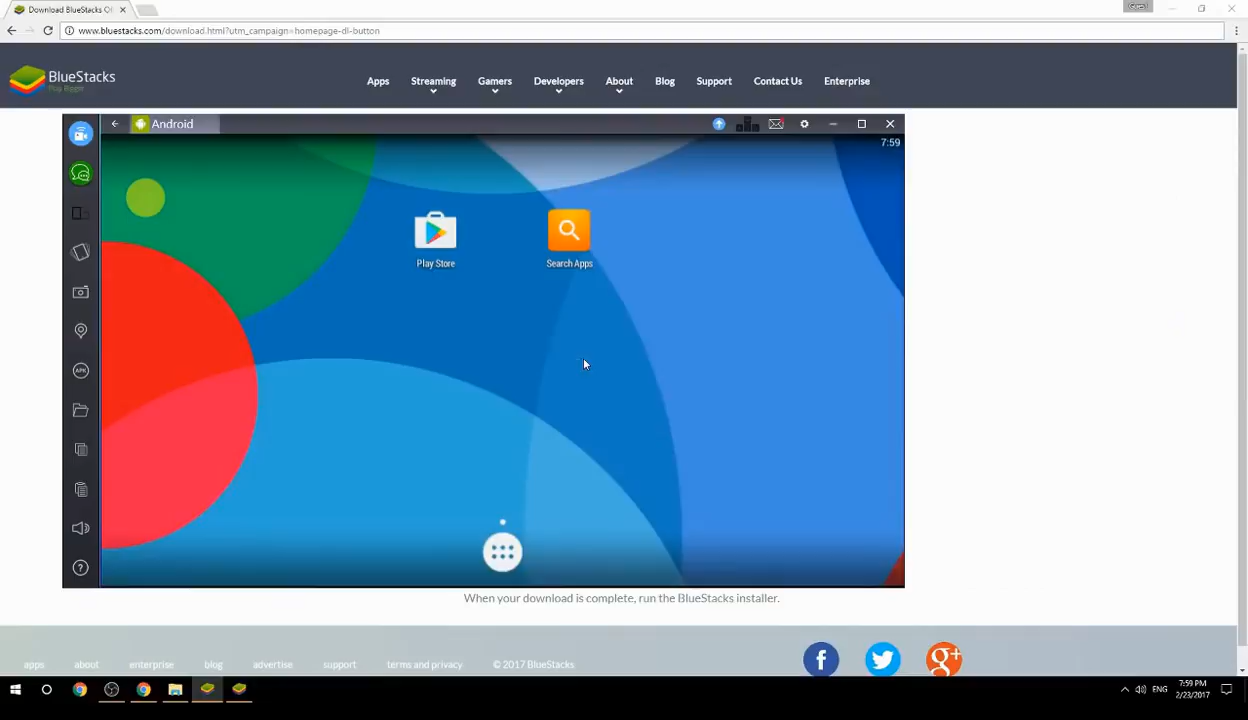 Download BlueStacks Of
www.bluestacks.com/download.html?utm_campaign=homepage-dl-button
BlueStacks
Play Bigger
Apps
Streaming
Gamers
Developers
About
Blog
Support
Contact Us
Enterprise
Android
7:59
Play Store
Search Apps
APK
When your download is complete, run the BlueStacks installer.
apps
about
enterprise
blog
advertise
support
terms and privacy
© 2017 BlueStacks
ENG
7:59 PM
2/23/2017